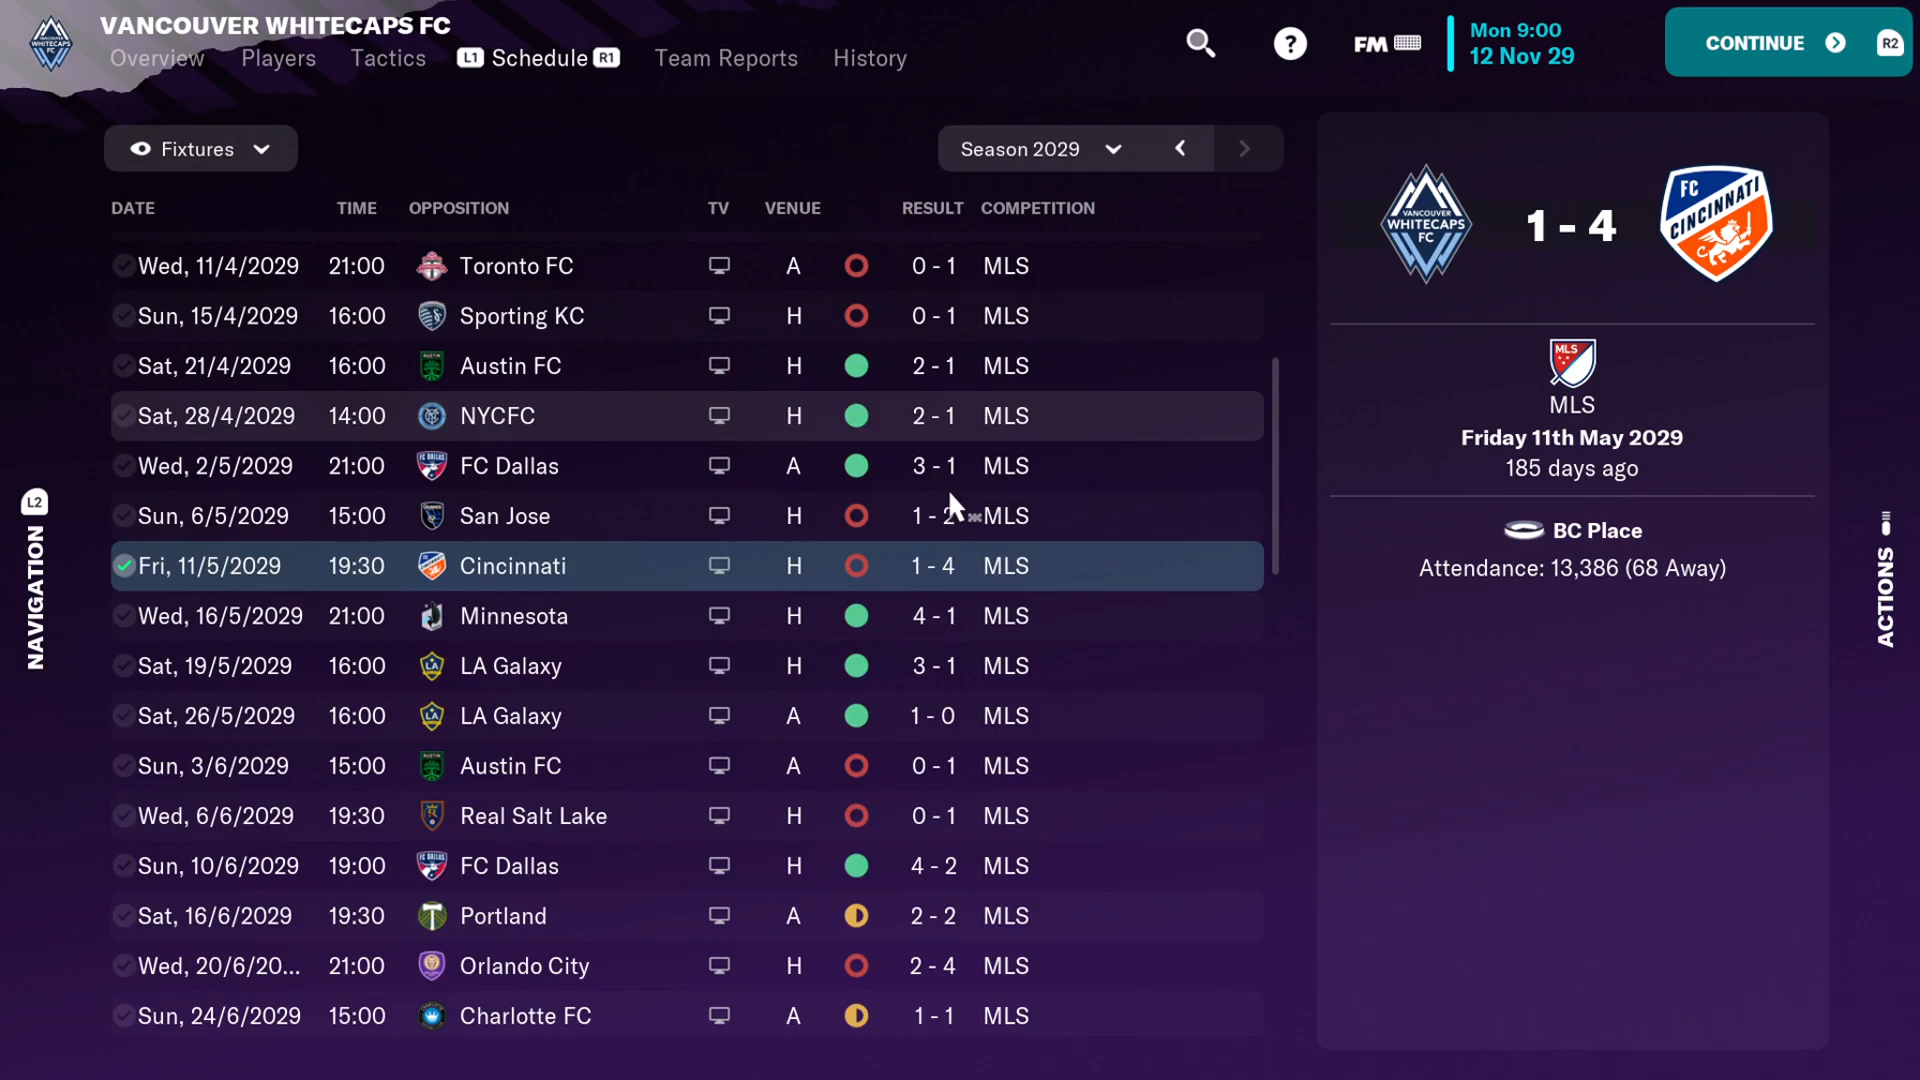 VANCOUVER WHITECAPS FC
Overview Players Tactics L1 Schedule R1 Team Reports History
FM
Mon 9:00
12 Nov 29
CONTINUE R2
Fixtures
Season 2029
DATE TIME OPPOSITION TV VENUE RESULT COMPETITION
Wed, 11/4/2029 21:00 Toronto FC A 0 - 1 MLS
Sun, 15/4/2029 16:00 Sporting KC H 0 - 1 MLS
Sat, 21/4/2029 16:00 Austin FC H 2 - 1 MLS
Sat, 28/4/2029 14:00 NYCFC H 2 - 1 MLS
Wed, 2/5/2029 21:00 FC Dallas A 3 - 1 MLS
Sun, 6/5/2029 15:00 San Jose H 1 - 2 MLS
Fri, 11/5/2029 19:30 Cincinnati H 1 - 4 MLS
Wed, 16/5/2029 21:00 Minnesota H 4 - 1 MLS
Sat, 19/5/2029 16:00 LA Galaxy H 3 - 1 MLS
Sat, 26/5/2029 16:00 LA Galaxy A 1 - 0 MLS
Sun, 3/6/2029 15:00 Austin FC A 0 - 1 MLS
Wed, 6/6/2029 19:30 Real Salt Lake H 0 - 1 MLS
Sun, 10/6/2029 19:00 FC Dallas H 4 - 2 MLS
Sat, 16/6/2029 19:30 Portland A 2 - 2 MLS
Wed, 20/6/20... 21:00 Orlando City H 2 - 4 MLS
Sun, 24/6/2029 15:00 Charlotte FC A 1 - 1 MLS
VANCOUVER
WHITECAPS
FC
1 - 4
FC
CINCINNATI
MLS
MLS
Friday 11th May 2029
185 days ago
BC Place
Attendance: 13,386 (68 Away)
L2
NAVIGATION
ACTIONS